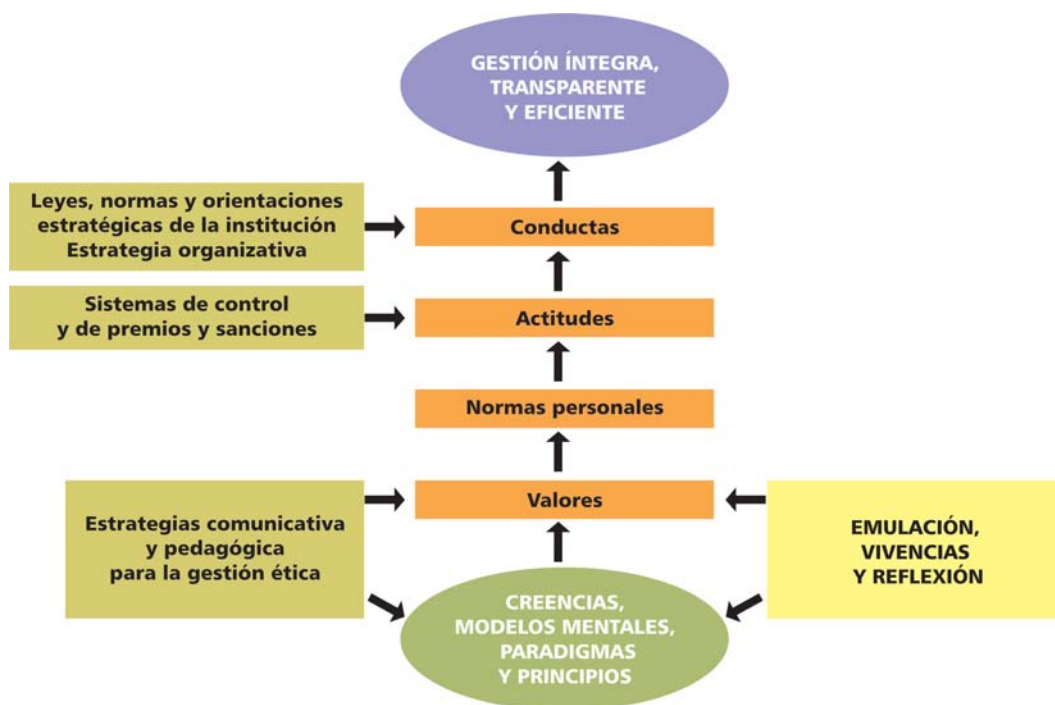 GESTIÓN ÍNTEGRA,
TRANSPARENTE
Y EFICIENTE
Leyes, normas y orientaciones
estratégicas de la institución
Estrategia organizativa
Conductas
Sistemas de control
y de premios y sanciones
Actitudes
Normas personales
Estrategias comunicativa
y pedagógica
para la gestión ética
Valores
EMULACIÓN,
VIVENCIAS
Y REFLEXIÓN
CREENCIAS,
MODELOS MENTALES,
PARADIGMAS
Y PRINCIPIOS